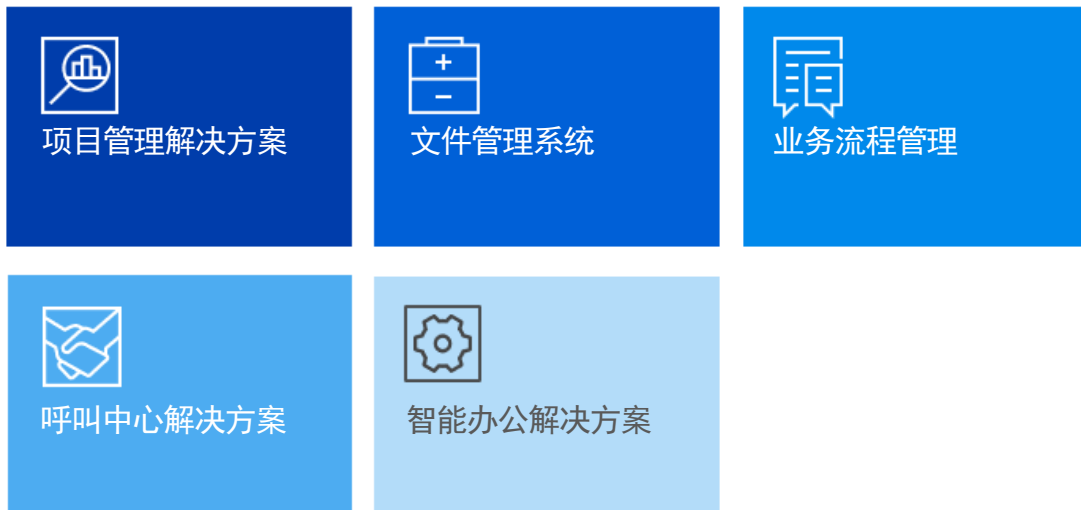 项目管理解决方案
文件管理系统
业务流程管理
呼叫中心解决方案
智能办公解决方案